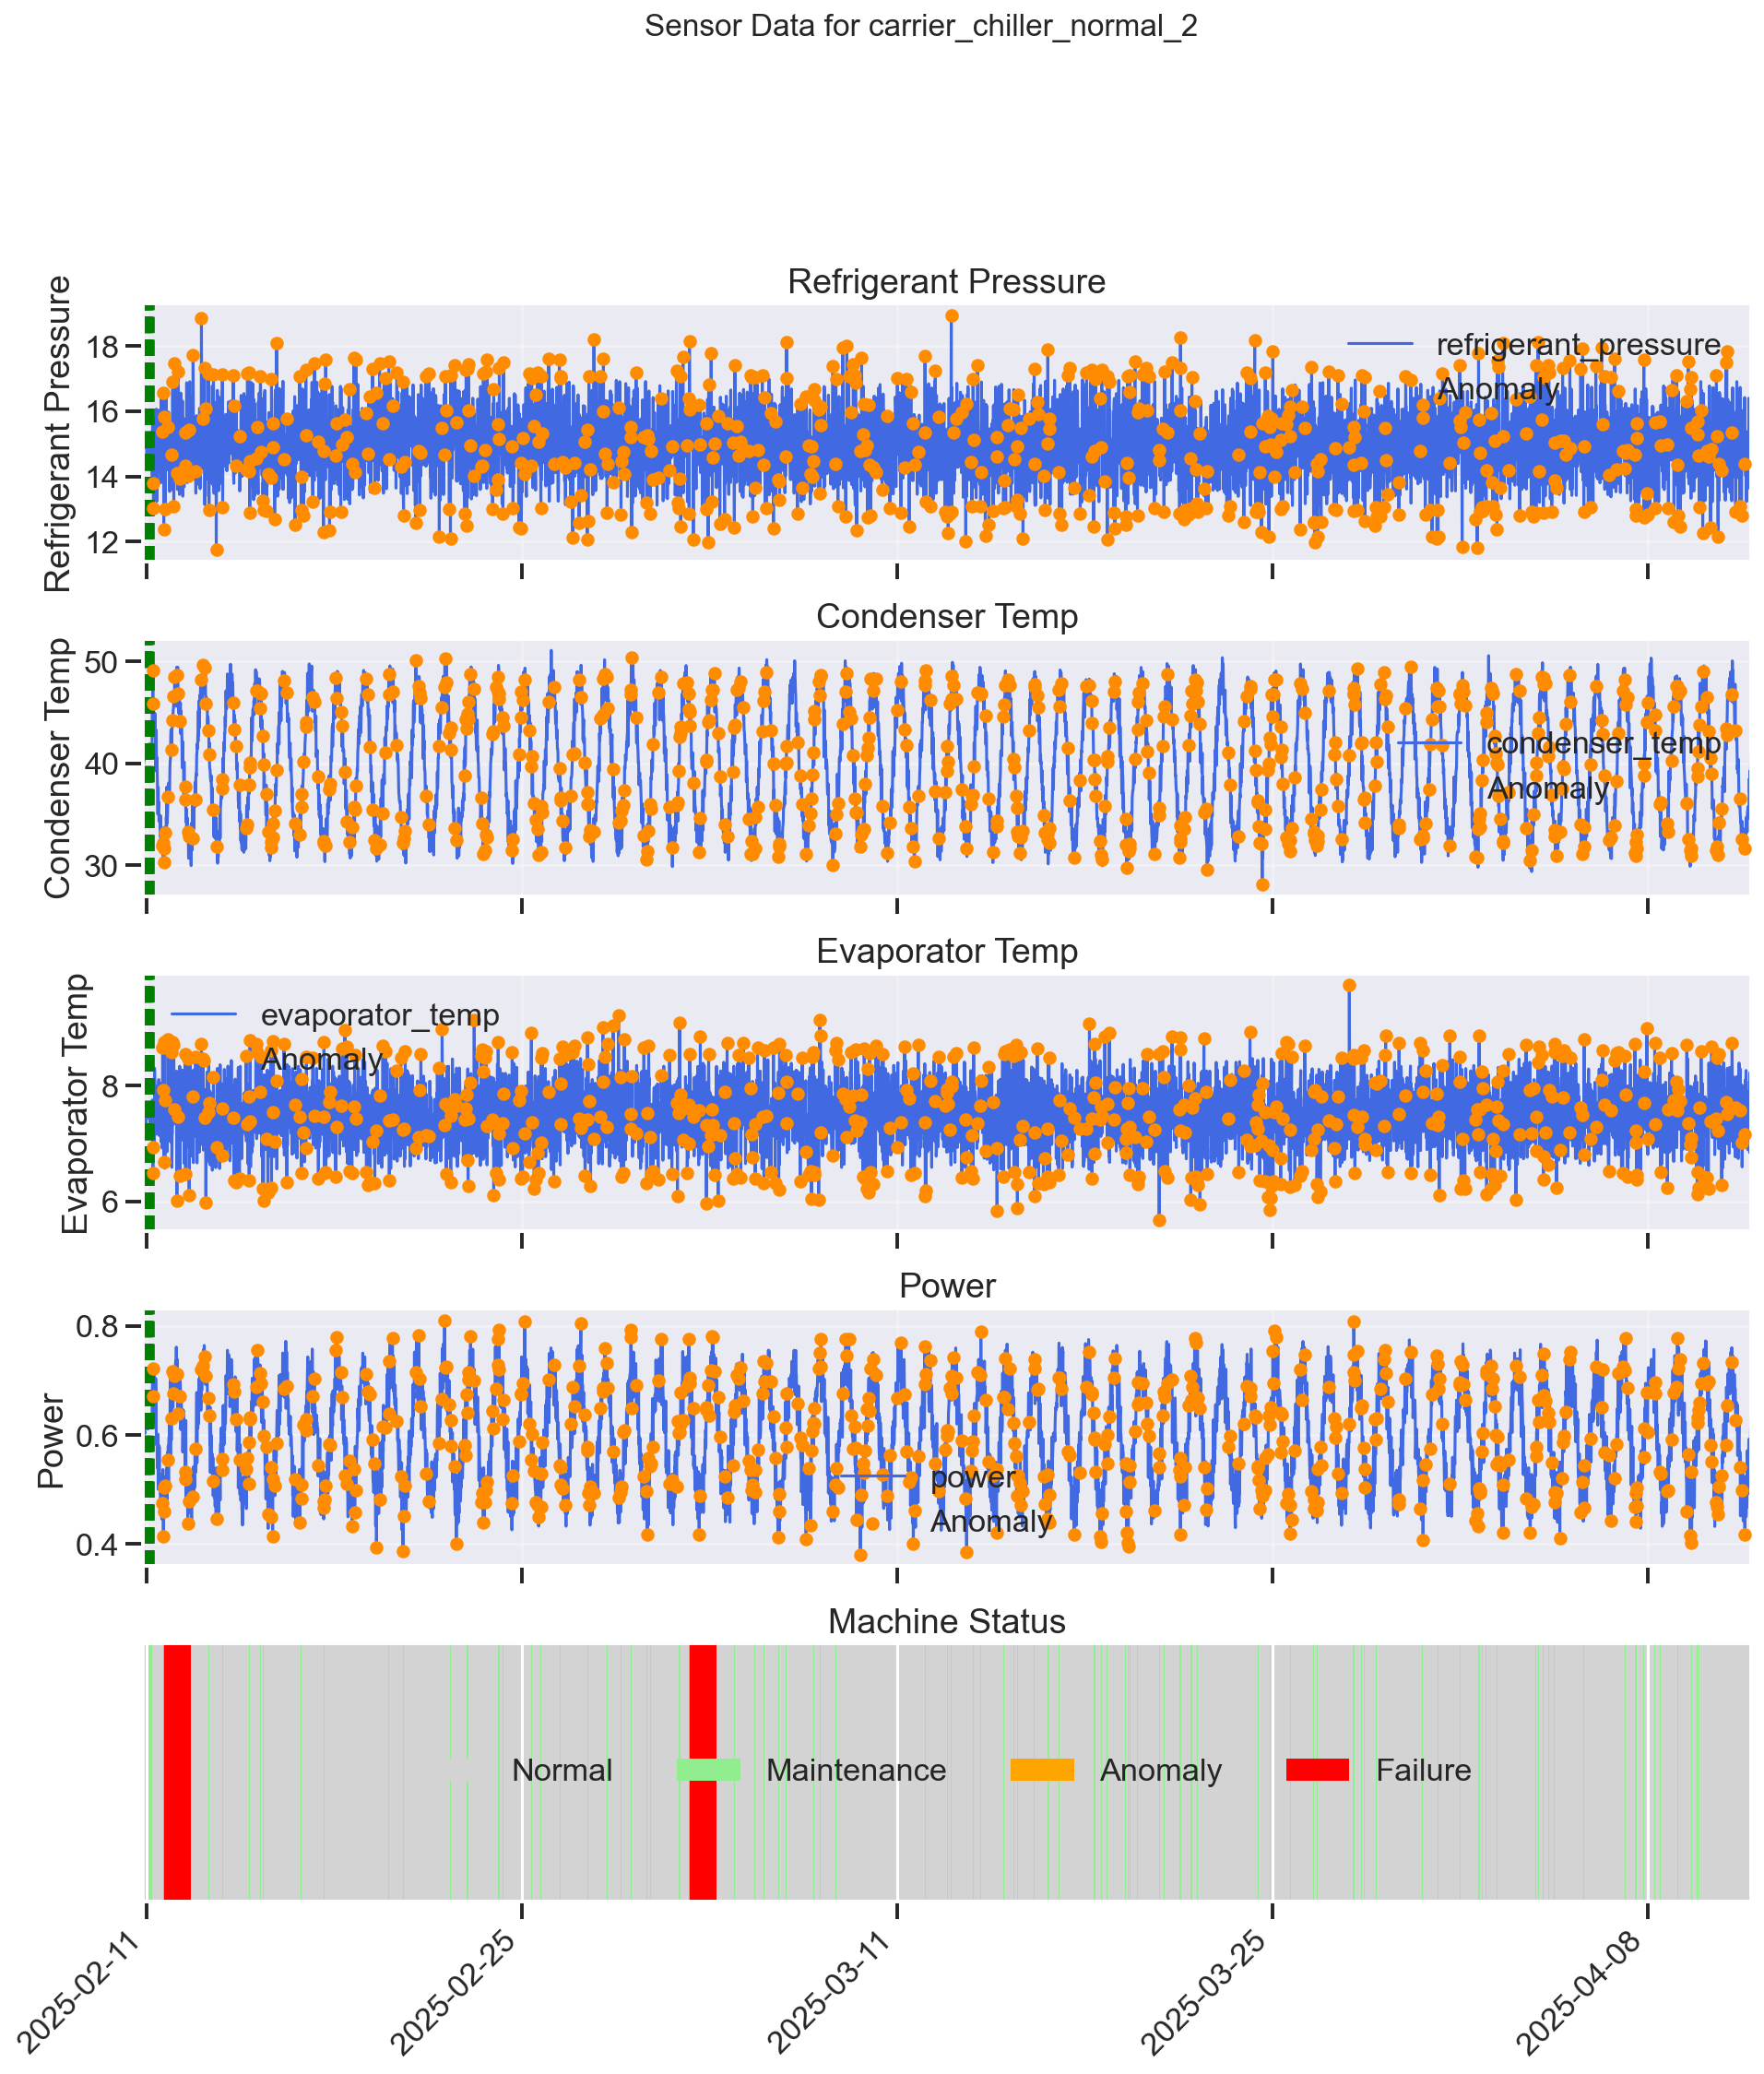 Sensor Data for carrier_chiller_normal_2
Refrigerant Pressure
Refrigerant Pressure
18
16
14
12
refrigerant_pressure
Anomaly
Condenser Temp
Condenser Temp
50
40
30
condenser_temp
Anomaly
Evaporator Temp
Evaporator Temp
8
6
evaporator_temp
Anomaly
Power
Power
0.8
0.6
0.4
power
Anomaly
Machine Status
Normal Maintenance Anomaly Failure
2025-02-11 2025-02-25 2025-03-11 2025-03-25 2025-04-08